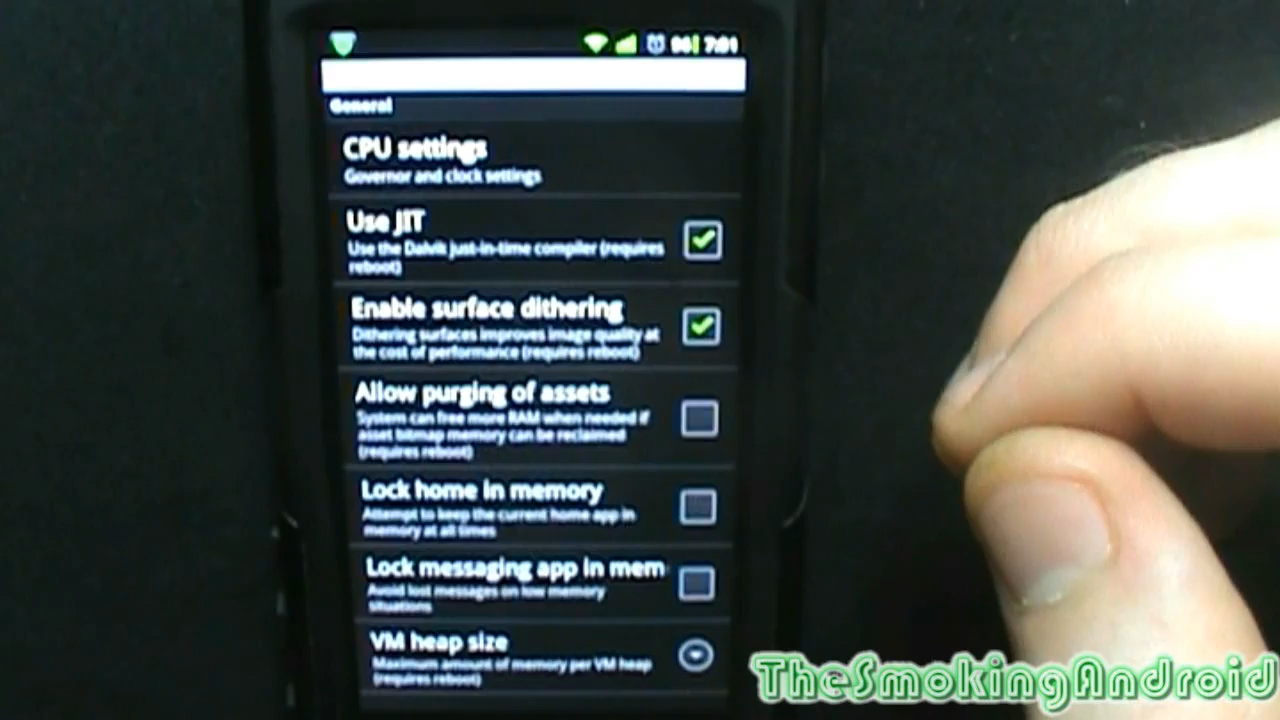 96 7:01
General
CPU settings
Governor and clock settings
Use JIT
Use the Dalvik just-in-time compiler (requires
reboot)
Enable surface dithering
Dithering surfaces improves image quality at
the cost of performance (requires reboot)
Allow purging of assets
System can free more RAM when needed if
asset bitmap memory can be reclaimed
(requires reboot)
Lock home in memory
Attempt to keep the current home app in
memory at all times
Lock messaging app in mem
Avoid lost messages on low memory
situations
VM heap size
Maximum amount of memory per VM heap
(requires reboot)
TheSmokingAndroid